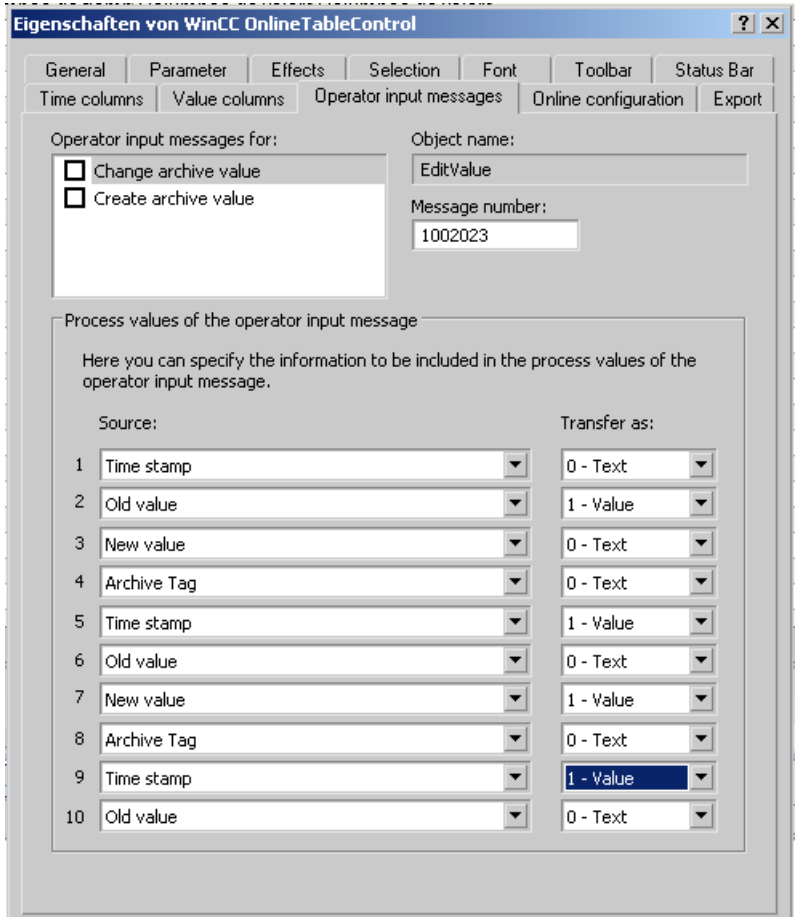 Eigenschaften von WinCC OnlineTableControl
General Parameter Effects Selection Font Toolbar Status Bar
Time columns Value columns Operator input messages Online configuration Export
Operator input messages for: Object name:
Change archive value EditValue
Create archive value Message number:
1002023
Process values of the operator input message
Here you can specify the information to be included in the process values of the
operator input message.
Source: Transfer as:
1 Time stamp 0 - Text
2 Old value 1 - Value
3 New value 0 - Text
4 Archive Tag 0 - Text
5 Time stamp 1 - Value
6 Old value 0 - Text
7 New value 1 - Value
8 Archive Tag 0 - Text
9 Time stamp 1 - Value
10 Old value 0 - Text